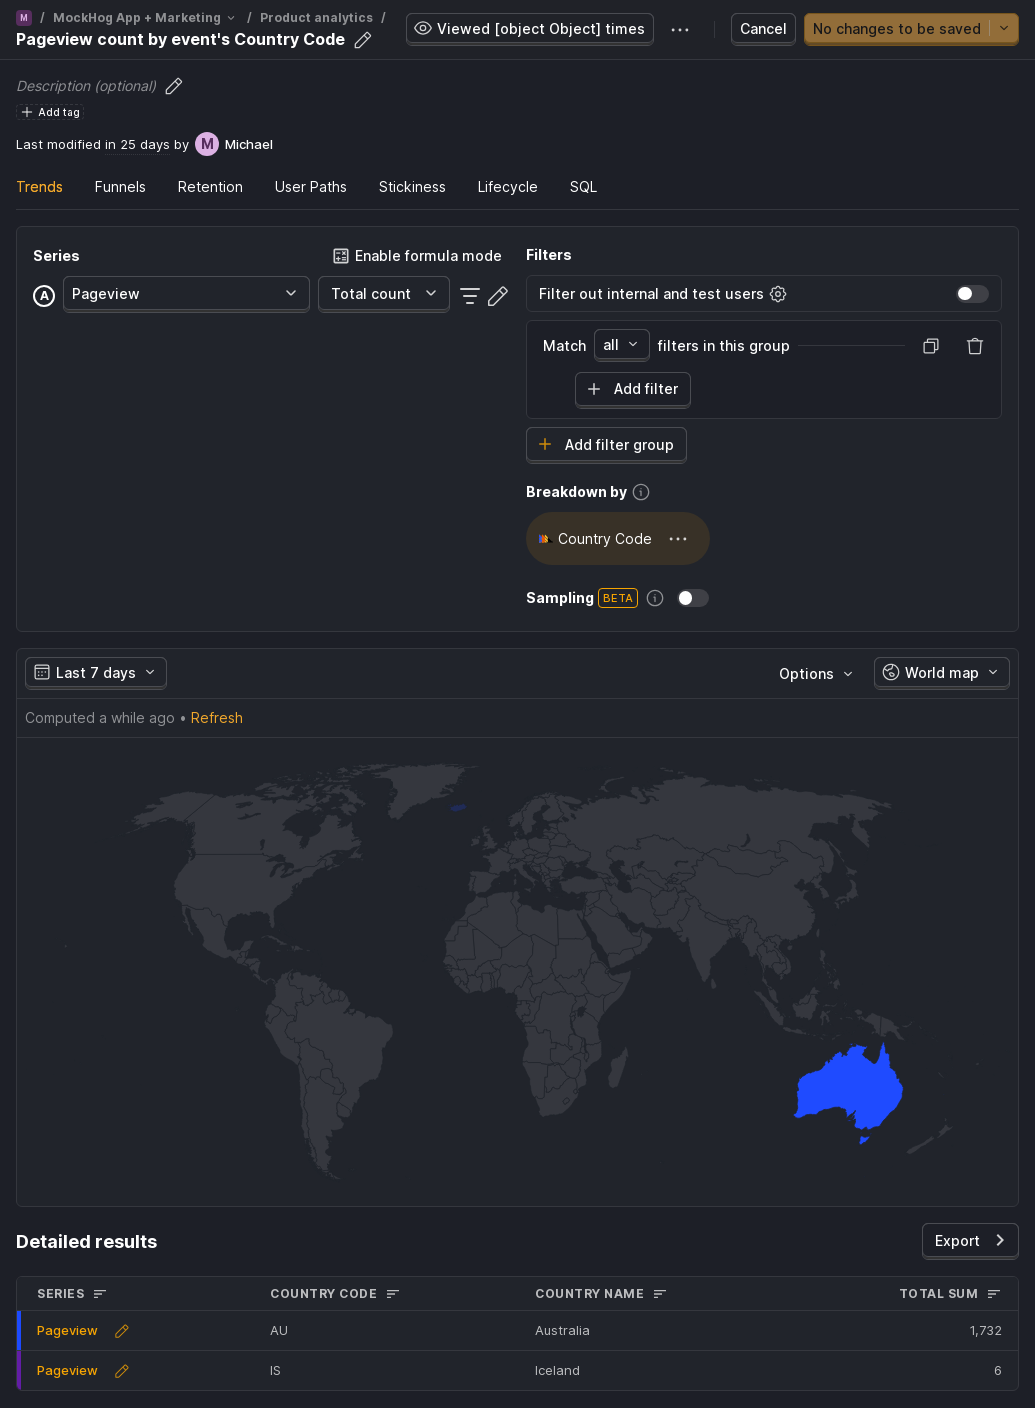 M / MockHog App + Marketing / Product analytics /
Pageview count by event's Country Code
Viewed [object Object] times
Cancel
No changes to be saved
Description (optional)
Add tag
Last modified in 25 days by M Michael
Trends Funnels Retention User Paths Stickiness Lifecycle SQL
Series
Enable formula mode
A Pageview Total count
Filters
Filter out internal and test users
Match all filters in this group
Add filter
Add filter group
Breakdown by
Country Code
Sampling BETA
Last 7 days
Options
World map
Computed a while ago • Refresh
Detailed results
Export
SERIES COUNTRY CODE COUNTRY NAME TOTAL SUM
Pageview AU Australia 1,732
Pageview IS Iceland 6